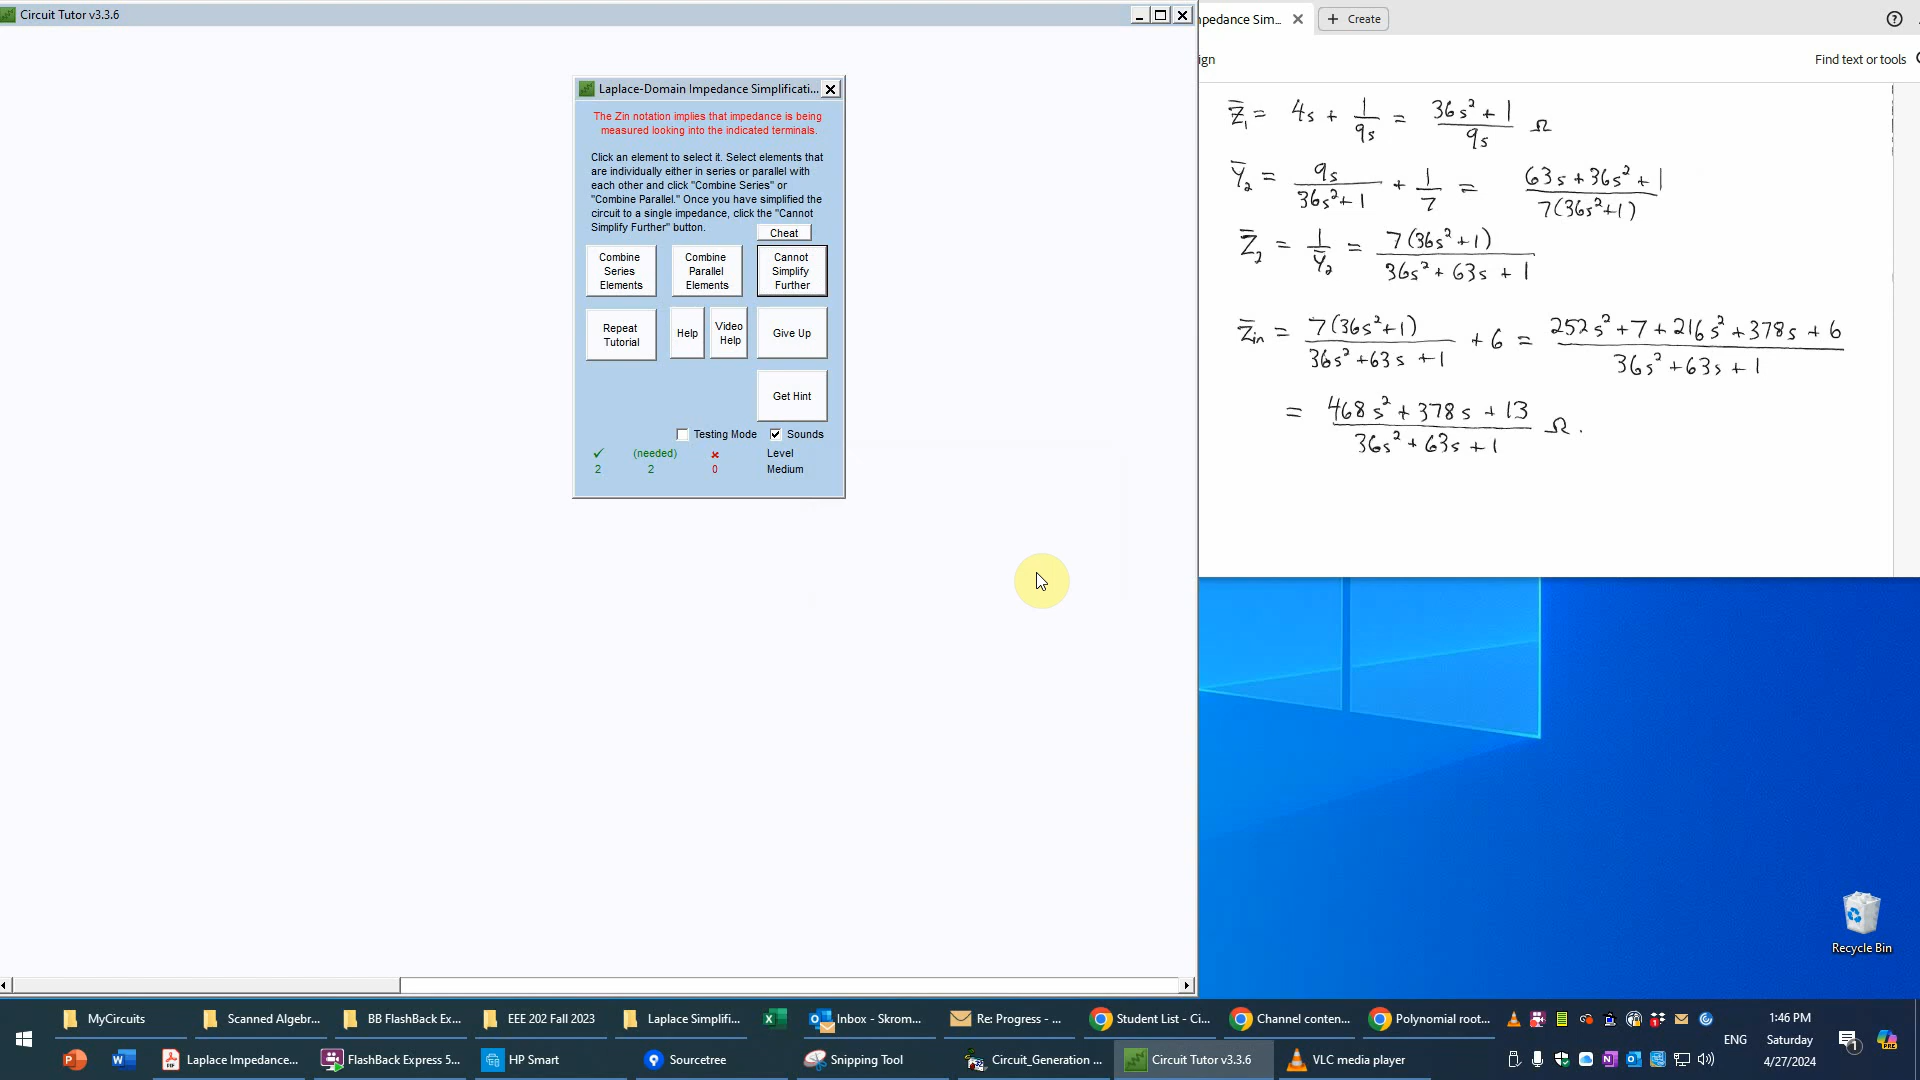 Circuit Tutor v3.3.6
Laplace-Domain Impedance Simplificati...
The Zin notation implies that impedance is being
measured looking into the indicated terminals.
Click an element to select it. Select elements that
are individually either in series or parallel with
each other and click "Combine Series" or
"Combine Parallel." Once you have simplified the
circuit to a single impedance, click the "Cannot
Simplify Further" button.
Cheat
Combine Series Elements
Combine Parallel Elements
Cannot Simplify Further
Repeat Tutorial
Help
Video Help
Give Up
Get Hint
Testing Mode
Sounds
✓ (needed) × Level
2 2 0 Medium
npedance Sim...
+ Create
ign
Find text or tools
Z̄₁ = 4s + 1/9s = (36s² + 1)/9s Ω
Ȳ₂ = 9s/(36s²+1) + 1/7 = (63s + 36s² + 1)/(7(36s²+1))
Z̄₂ = 1/Ȳ₂ = 7(36s²+1)/(36s² + 63s + 1)
Z̄in = 7(36s²+1)/(36s² + 63s + 1) + 6 = (252s² + 7 + 216s² + 378s + 6)/(36s² + 63s + 1)
= (468s² + 378s + 13)/(36s² + 63s + 1) Ω.
Recycle Bin
MyCircuits
Scanned Algebr...
BB FlashBack Ex...
EEE 202 Fall 2023
Laplace Simplifi...
Inbox - Skrom...
Re: Progress - ...
Student List - Ci...
Channel conten...
Polynomial root...
Laplace Impedance...
FlashBack Express 5...
HP Smart
Sourcetree
Snipping Tool
Circuit_Generation ...
Circuit Tutor v3.3.6
VLC media player
ENG
1:46 PM
Saturday
4/27/2024